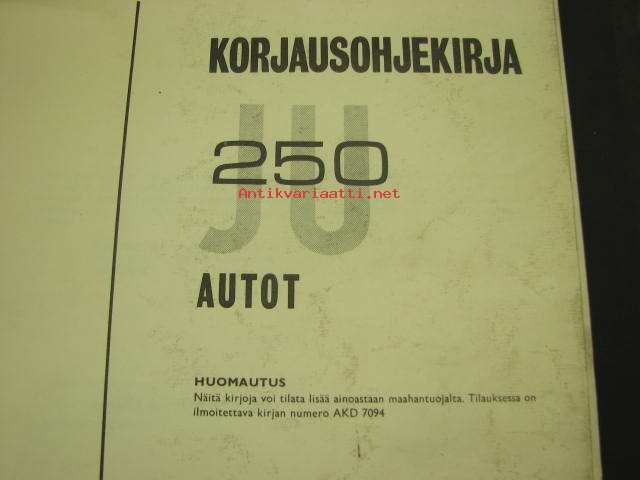 KORJAUSOHJEKIRJA
JU
250
Antikvariaatti.net
AUTOT
HUOMAUTUS
Näitä kirjoja voi tilata lisää ainoastaan maahantuojalta. Tilauksessa on
ilmoitettava kirjan numero AKD 7094